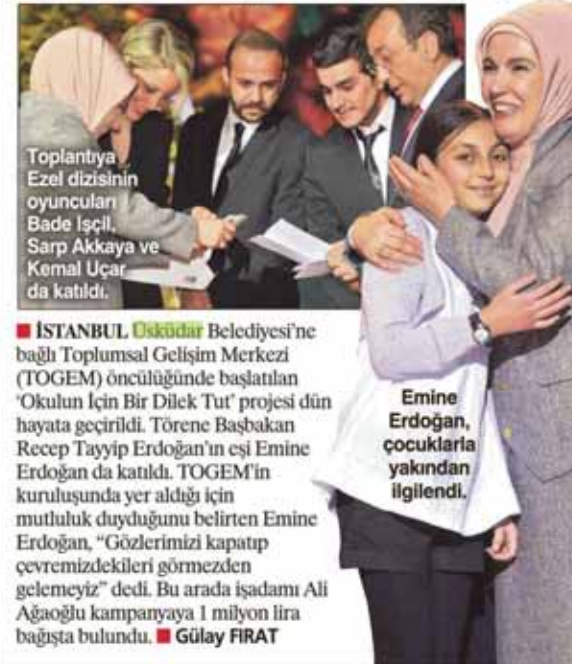 Toplantıya
Ezel dizisinin
oyuncuları
Bade İşçil,
Sarp Akkaya ve
Kemal Uçar
da katıldı.
■ İSTANBUL Üsküdar Belediyesi'ne
bağlı Toplumsal Gelişim Merkezi
(TOGEM) öncülüğünde başlatılan
'Okulun İçin Bir Dilek Tut' projesi dün
hayata geçirildi. Törene Başbakan
Recep Tayyip Erdoğan'ın eşi Emine
Erdoğan da katıldı. TOGEM'in
kuruluşunda yer aldığı için
mutluluk duyduğunu belirten Emine
Erdoğan, “Gözlerimizi kapatıp
çevremizdekileri görmezden
gelemeyiz” dedi. Bu arada işadamı Ali
Ağaoğlu kampanyaya 1 milyon lira
bağışta bulundu. ■ Gülay FIRAT
Emine
Erdoğan,
çocuklarla
yakından
ilgilendi.